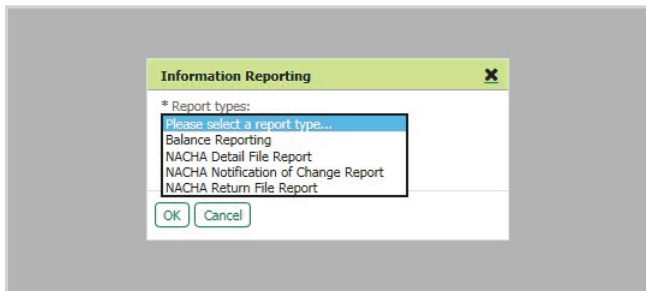 Information Reporting
X
* Report types:
Please select a report type...
Balance Reporting
NACHA Detail File Report
NACHA Notification of Change Report
NACHA Return File Report
OK Cancel